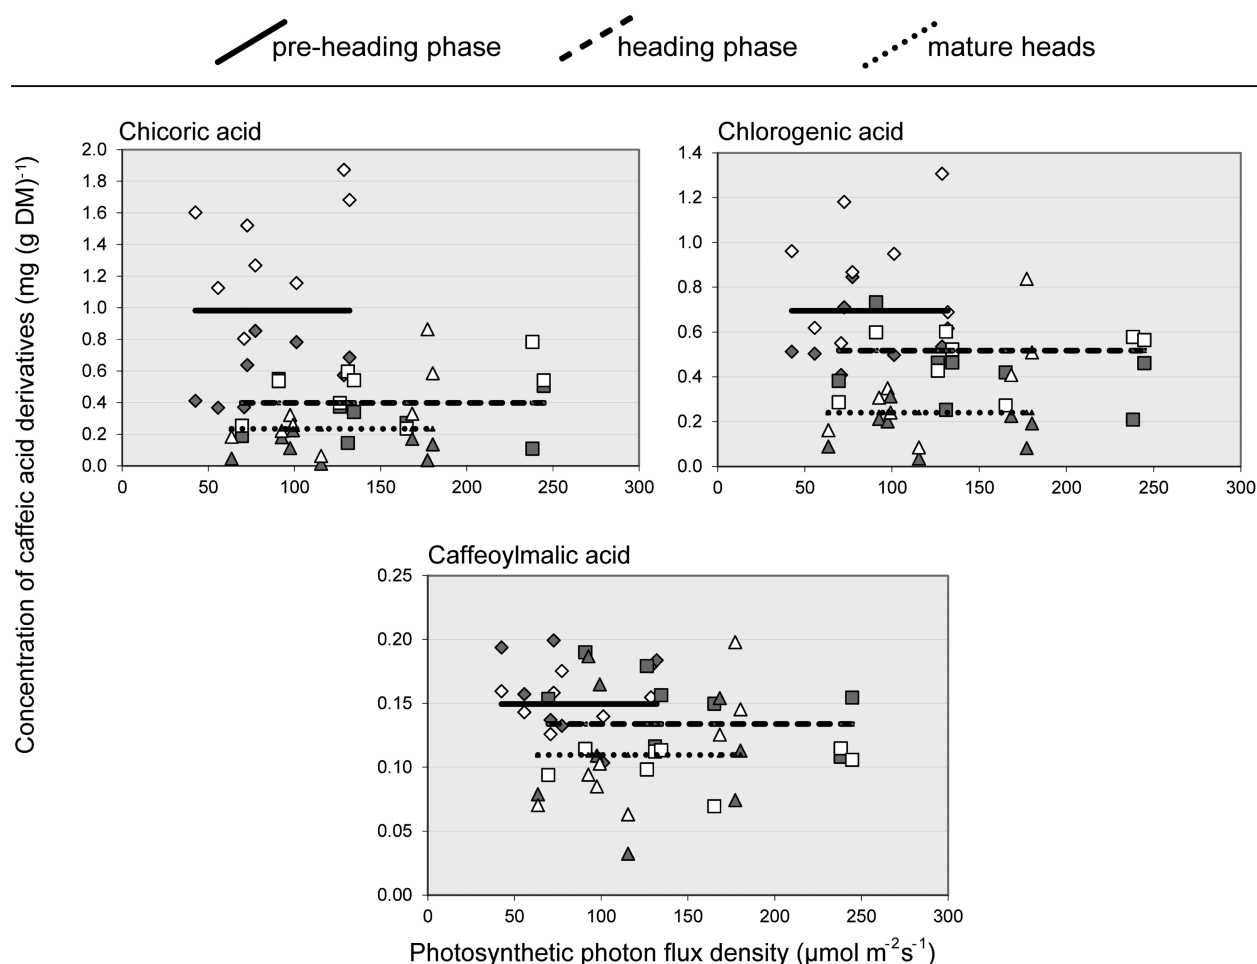 pre-heading phase heading phase mature heads
Concentration of caffeic acid derivatives (mg (g DM)⁻¹)
Chicoric acid
2.0
1.8
1.6
1.4
1.2
1.0
0.8
0.6
0.4
0.2
0.0
0 50 100 150 200 250 300
Chlorogenic acid
1.4
1.2
1.0
0.8
0.6
0.4
0.2
0.0
0 50 100 150 200 250 300
Caffeoylmalic acid
0.25
0.20
0.15
0.10
0.05
0.00
0 50 100 150 200 250 300
Photosynthetic photon flux density (µmol m⁻²s⁻¹)